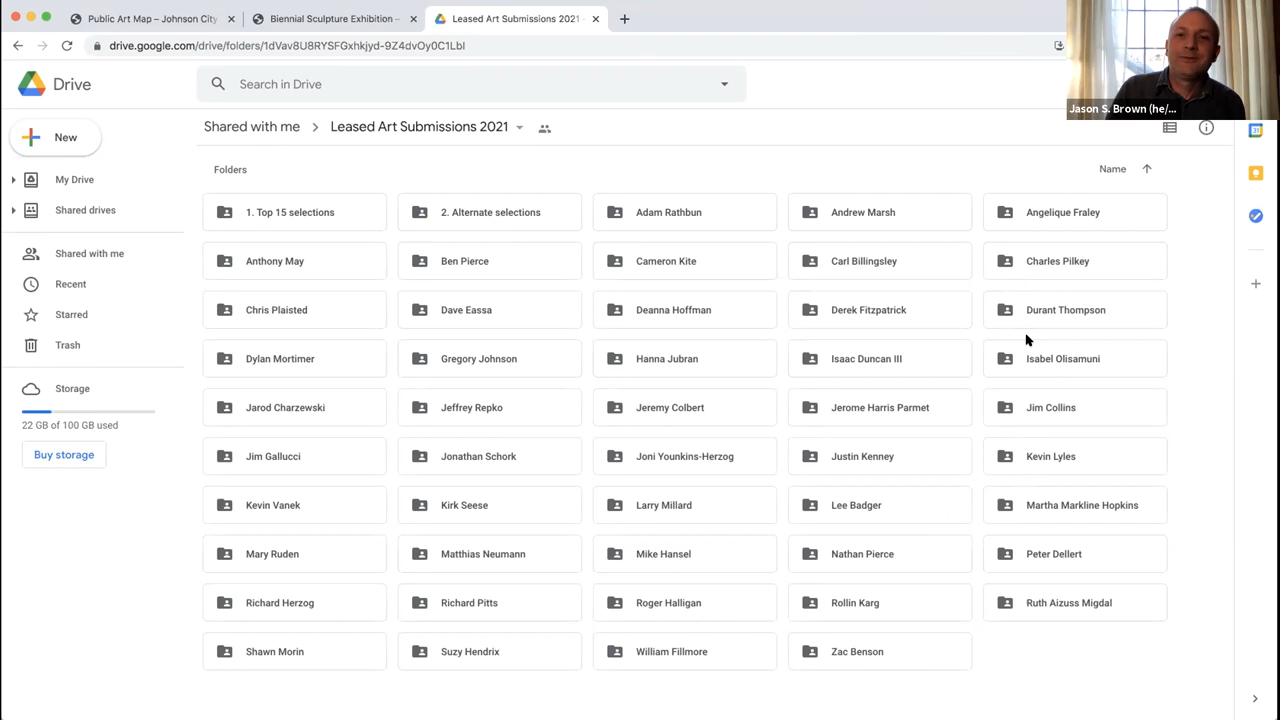 Public Art Map – Johnson City
Biennial Sculpture Exhibition –
Leased Art Submissions 2021 -
drive.google.com/drive/folders/1dVav8U8RYSFGxhkjyd-9Z4dvOy0C1LbI
Drive
Search in Drive
Jason S. Brown (he/...
New
Shared with me > Leased Art Submissions 2021
My Drive
Shared drives
Shared with me
Recent
Starred
Trash
Storage
22 GB of 100 GB used
Buy storage
Folders
Name
1. Top 15 selections
2. Alternate selections
Adam Rathbun
Andrew Marsh
Angelique Fraley
Anthony May
Ben Pierce
Cameron Kite
Carl Billingsley
Charles Pilkey
Chris Plaisted
Dave Eassa
Deanna Hoffman
Derek Fitzpatrick
Durant Thompson
Dylan Mortimer
Gregory Johnson
Hanna Jubran
Isaac Duncan III
Isabel Olisamuni
Jarod Charzewski
Jeffrey Repko
Jeremy Colbert
Jerome Harris Parmet
Jim Collins
Jim Gallucci
Jonathan Schork
Joni Younkins-Herzog
Justin Kenney
Kevin Lyles
Kevin Vanek
Kirk Seese
Larry Millard
Lee Badger
Martha Markline Hopkins
Mary Ruden
Matthias Neumann
Mike Hansel
Nathan Pierce
Peter Dellert
Richard Herzog
Richard Pitts
Roger Halligan
Rollin Karg
Ruth Aizuss Migdal
Shawn Morin
Suzy Hendrix
William Fillmore
Zac Benson
31